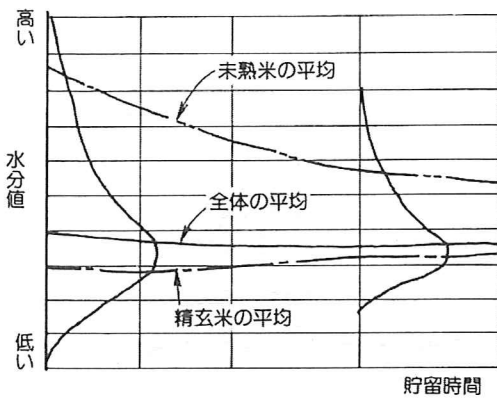 高い
水分値
低い
未熟米の平均
全体の平均
精玄米の平均
貯留時間